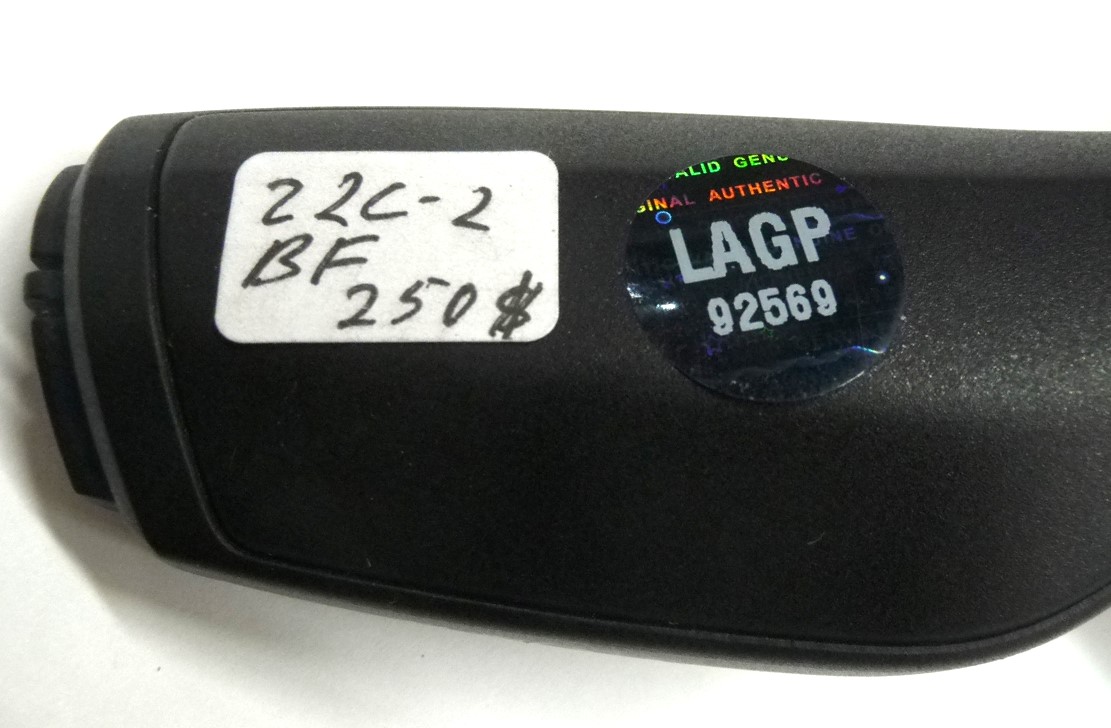 22C-2
BF
250$
ALID GENU
GINAL AUTHENTIC
LAGP
92569